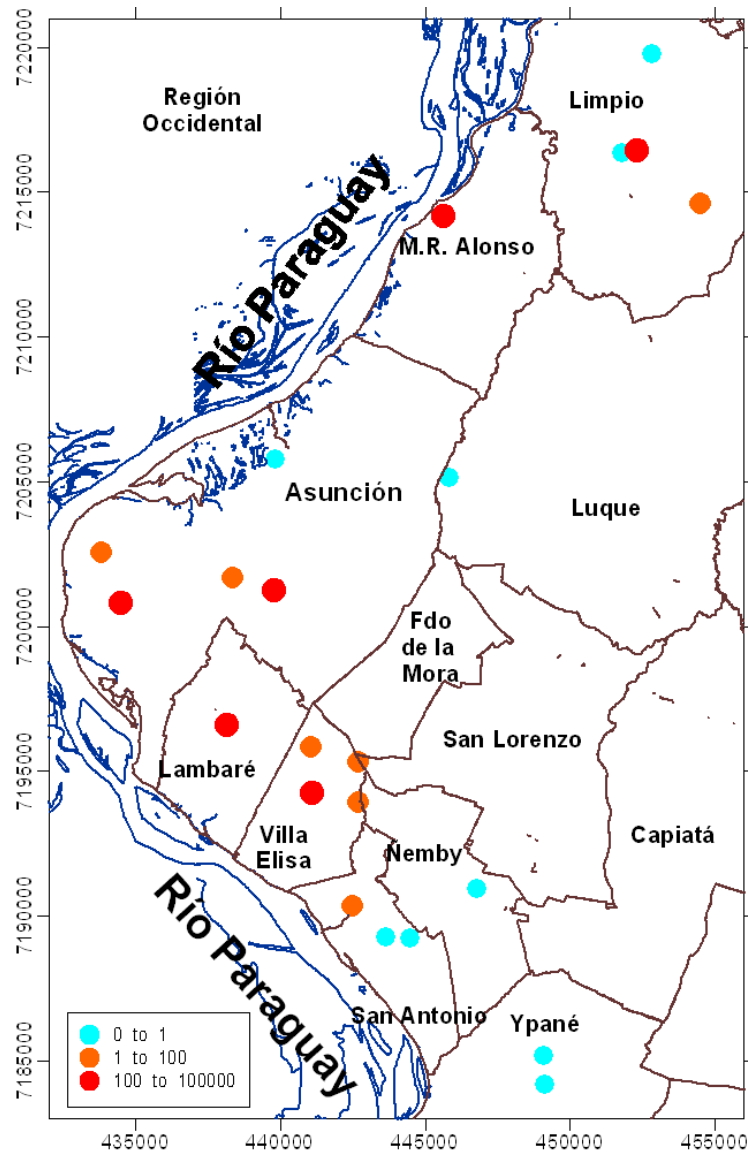 7220000
7215000
7210000
7205000
7200000
7195000
7190000
7185000
Región
Occidental
Limpio
Río Paraguay
M.R. Alonso
Asunción
Luque
Fdo
de la
Mora
San Lorenzo
Lambaré
Villa
Elisa
Ñemby
Capiatá
Río Paraguay
San Antonio
Ypané
0 to 1
1 to 100
100 to 100000
435000
440000
445000
450000
455000